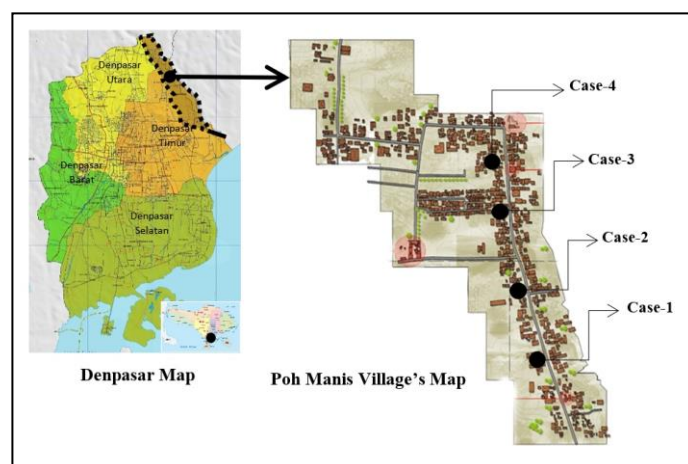 Denpasar
Utara
Denpasar
Timur
Denpasar
Barat
Denpasar
Selatan
Denpasar Map
Case-4
Case-3
Case-2
Case-1
Poh Manis Village's Map